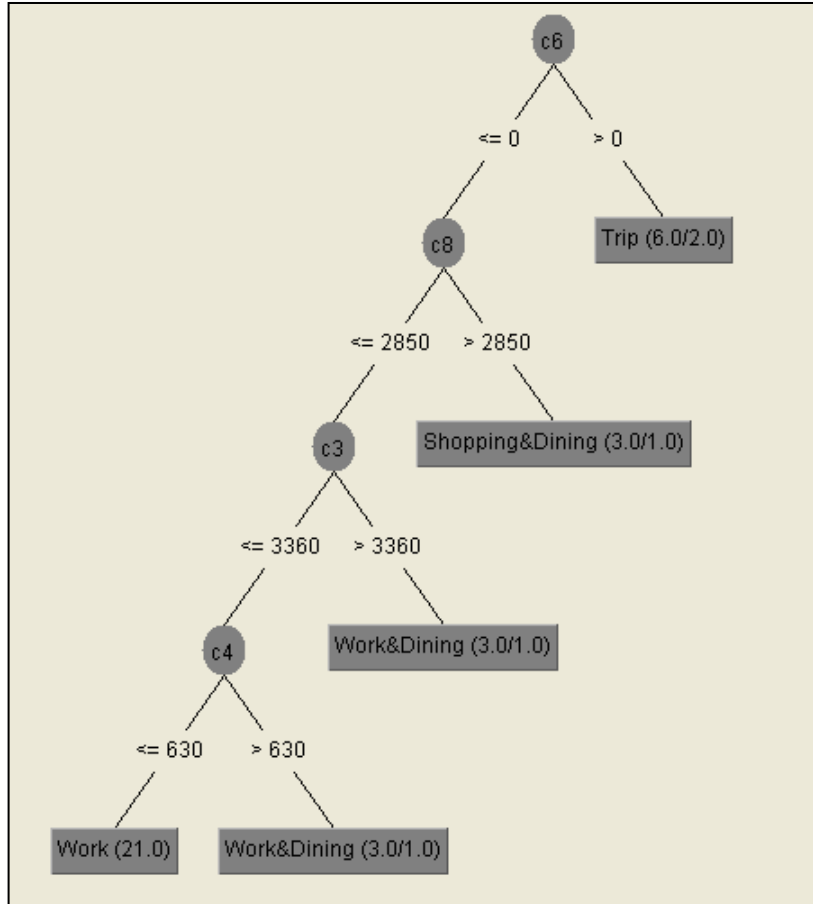 c6
<= 0
> 0
c8
Trip (6.0/2.0)
<= 2850
> 2850
c3
Shopping&Dining (3.0/1.0)
<= 3360
> 3360
c4
Work&Dining (3.0/1.0)
<= 630
> 630
Work (21.0)
Work&Dining (3.0/1.0)